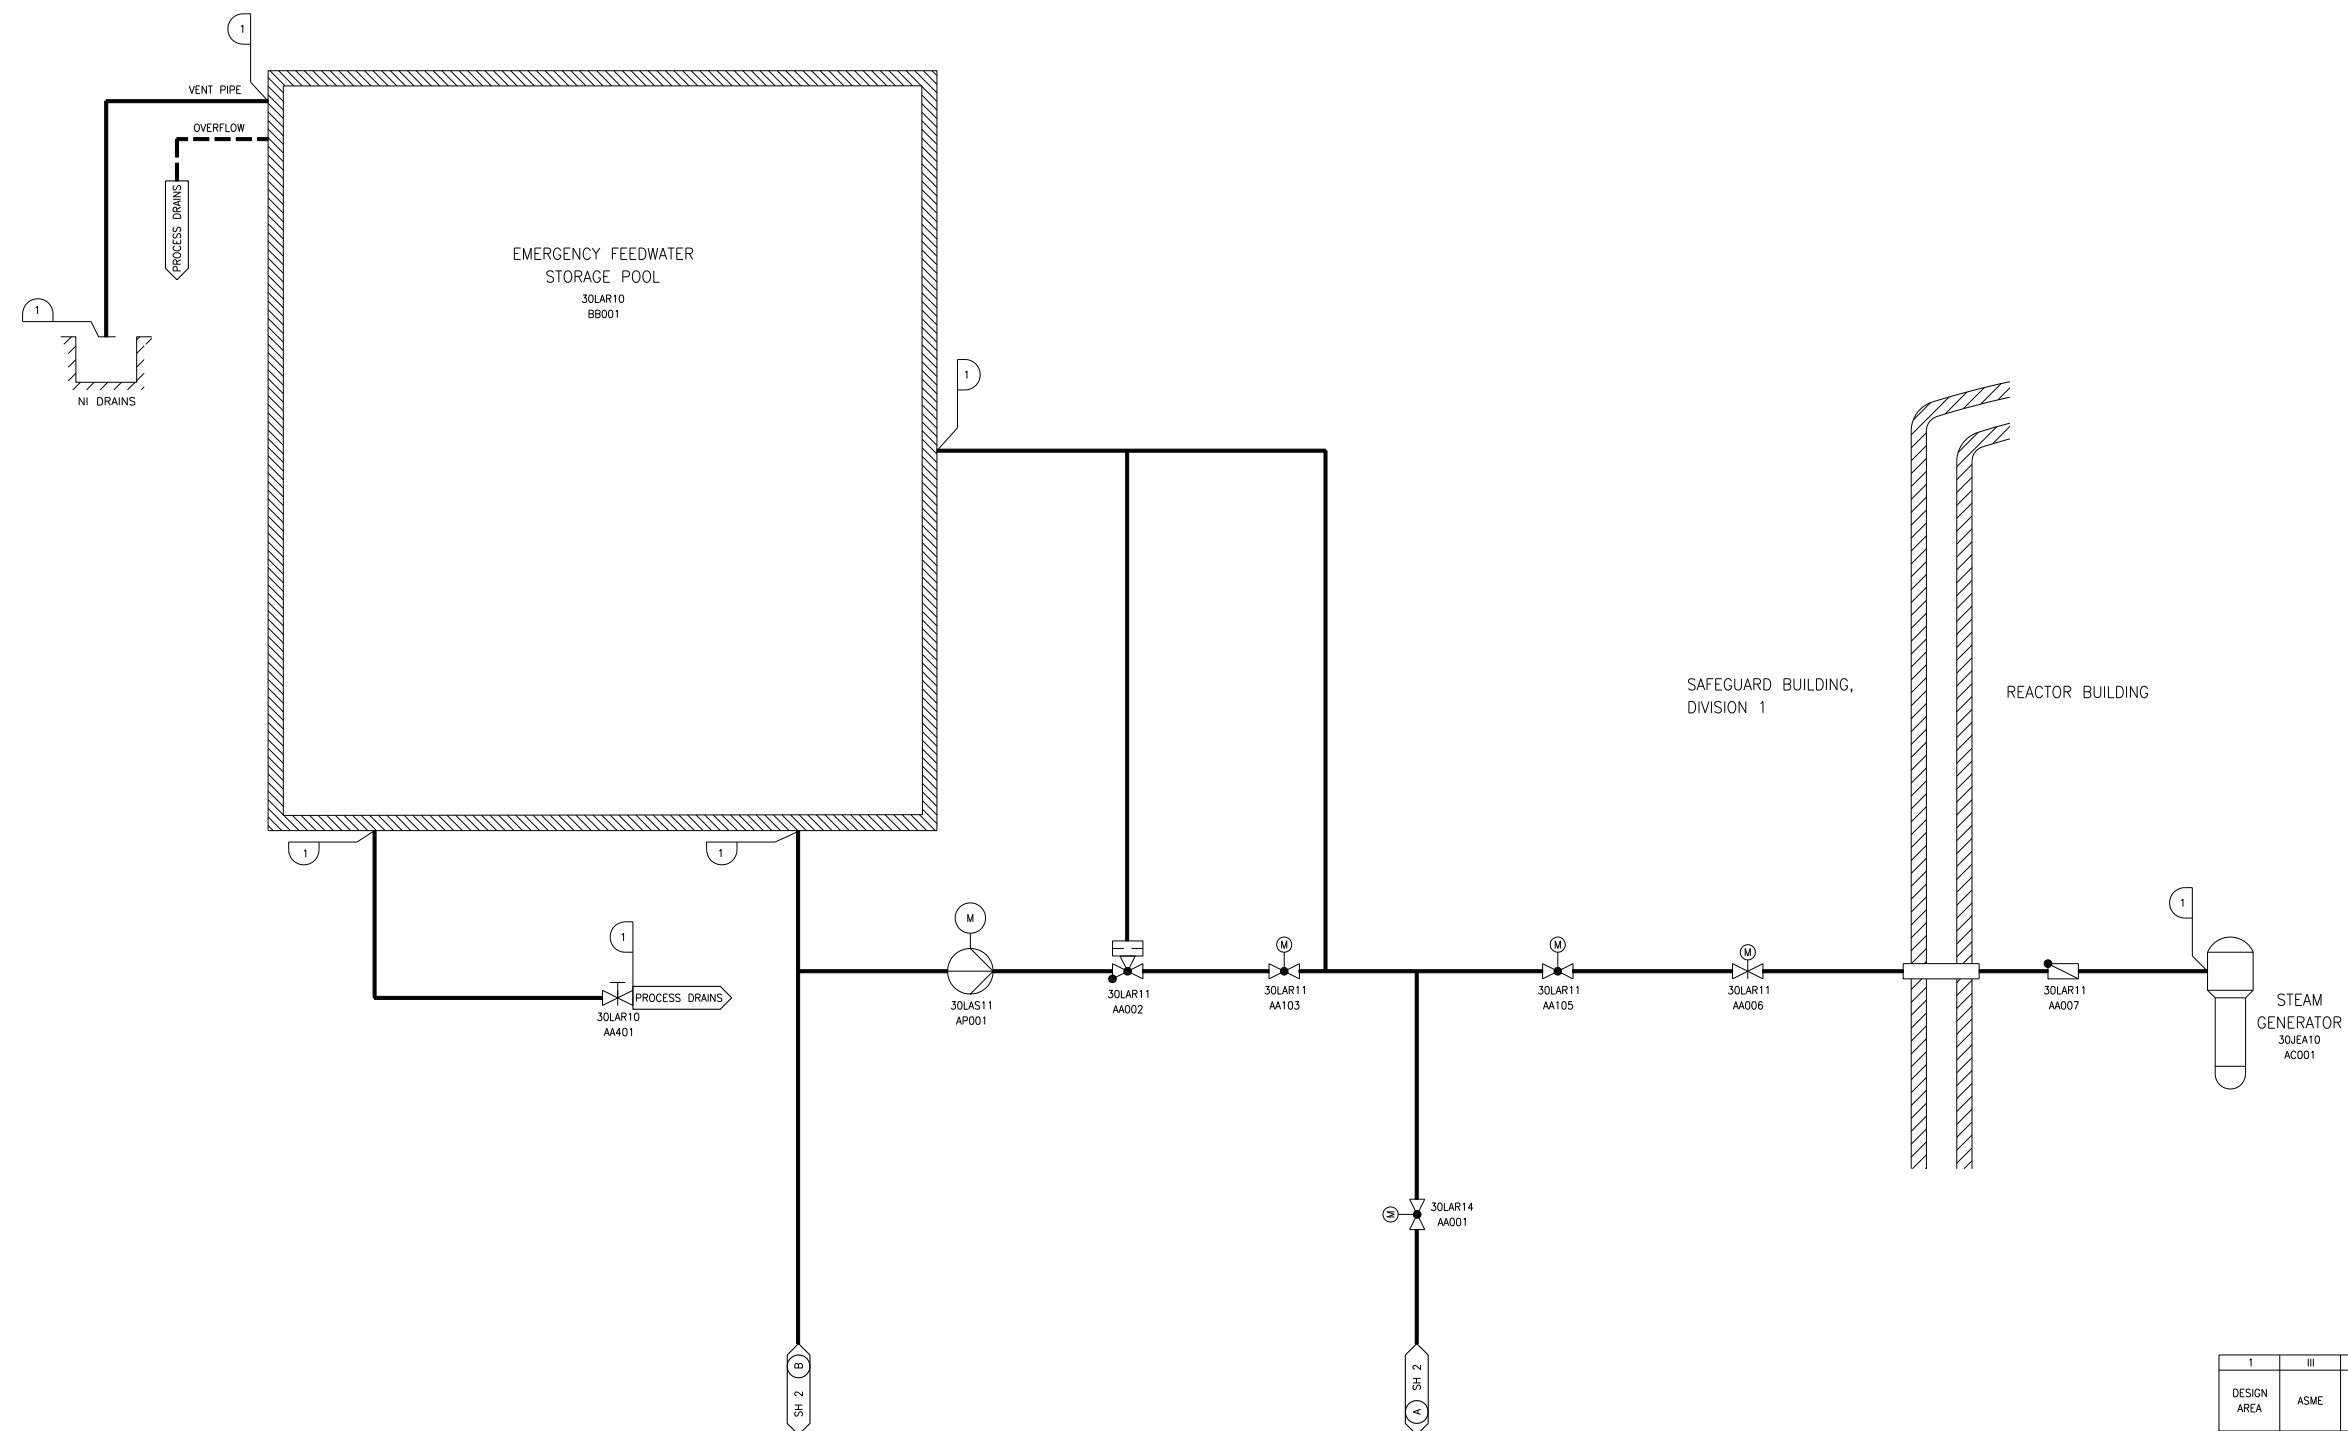 1
VENT PIPE
OVERFLOW
PROCESS DRAINS
EMERGENCY FEEDWATER
STORAGE POOL
30LAR10
BB001
1
NI DRAINS
1
SAFEGUARD BUILDING,
DIVISION 1
REACTOR BUILDING
1
1
1
PROCESS DRAINS
30LAR10
AA401
M
30LAS11
AP001
30LAR11
AA002
M
30LAR11
AA103
M
30LAR11
AA105
M
30LAR11
AA006
30LAR11
AA007
1
STEAM
GENERATOR
30JEA10
AC001
M
30LAR14
AA001
SH 2 B
A SH 2
1 III
DESIGN
AREA
ASME